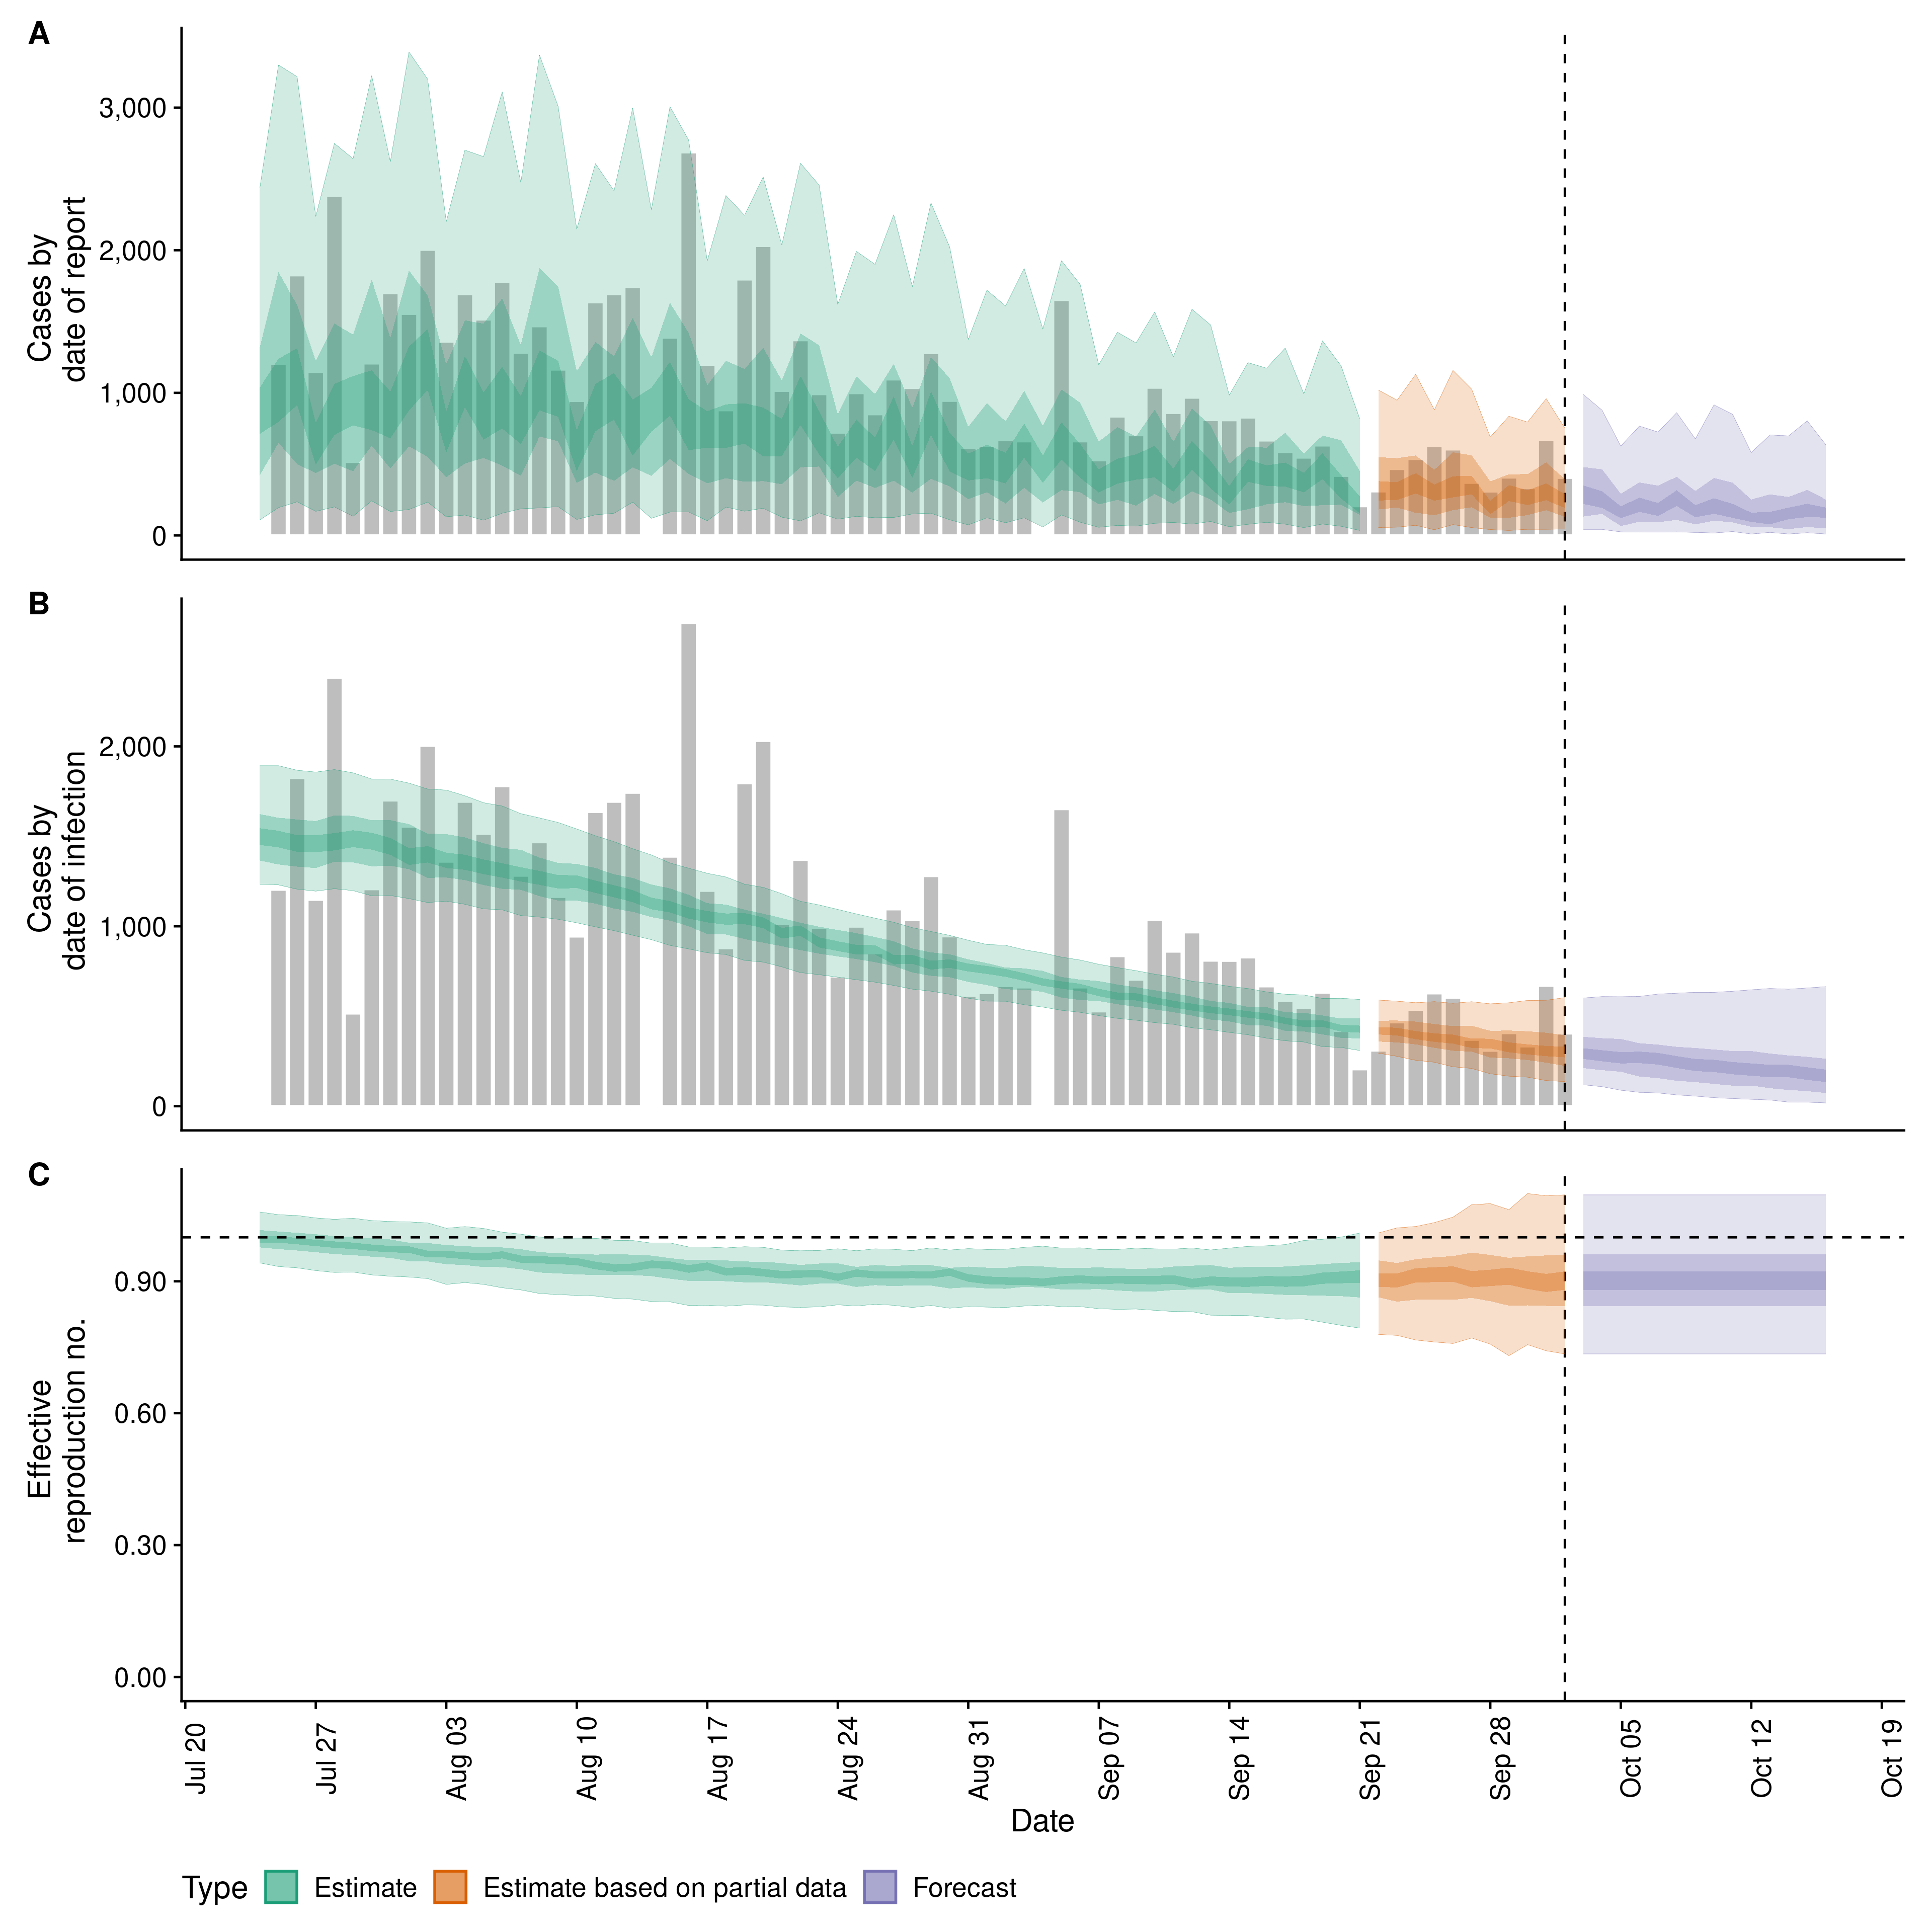 A
Cases by
date of report
3,000
2,000
1,000
0
B
Cases by
date of infection
2,000
1,000
0
C
Effective
reproduction no.
0.90
0.60
0.30
0.00
Jul 20
Jul 27
Aug 03
Aug 10
Aug 17
Aug 24
Aug 31
Sep 07
Sep 14
Sep 21
Sep 28
Oct 05
Oct 12
Oct 19
Date
Type Estimate Estimate based on partial data Forecast